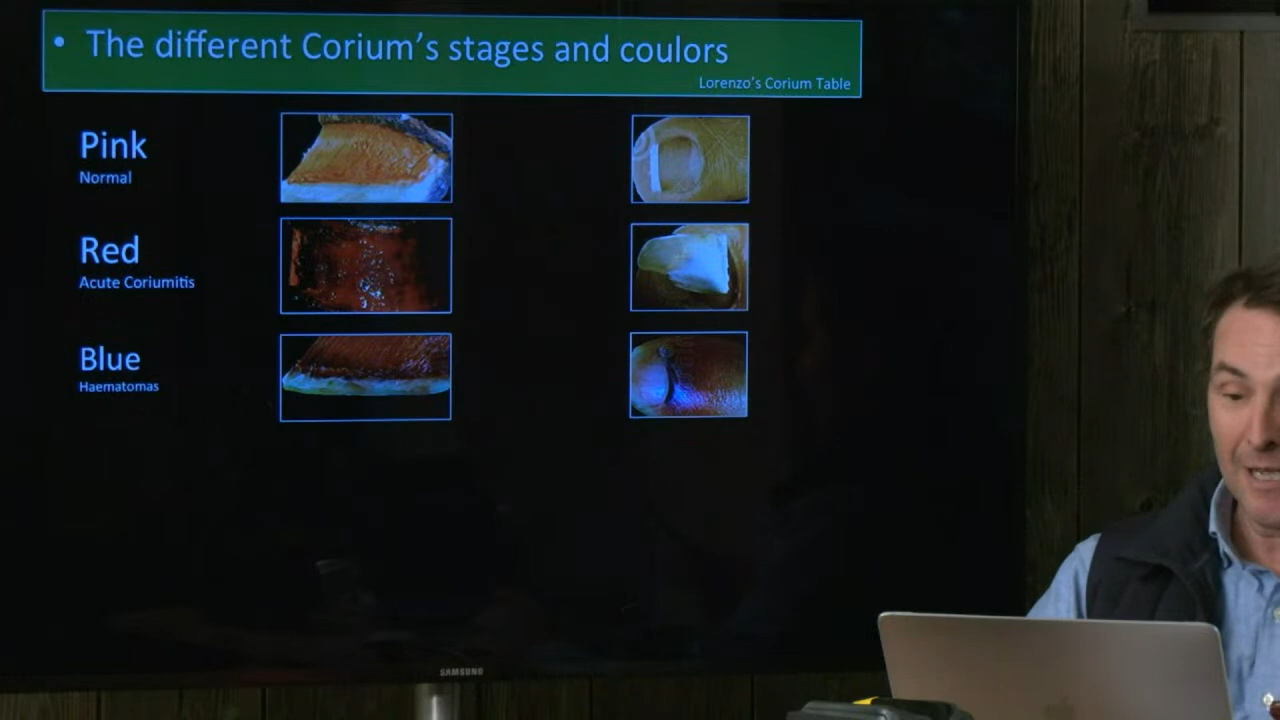 • The different Corium's stages and coulors
Lorenzo's Corium Table
Pink
Normal
Red
Acute Coriumitis
Blue
Haematomas
SAMSUNG